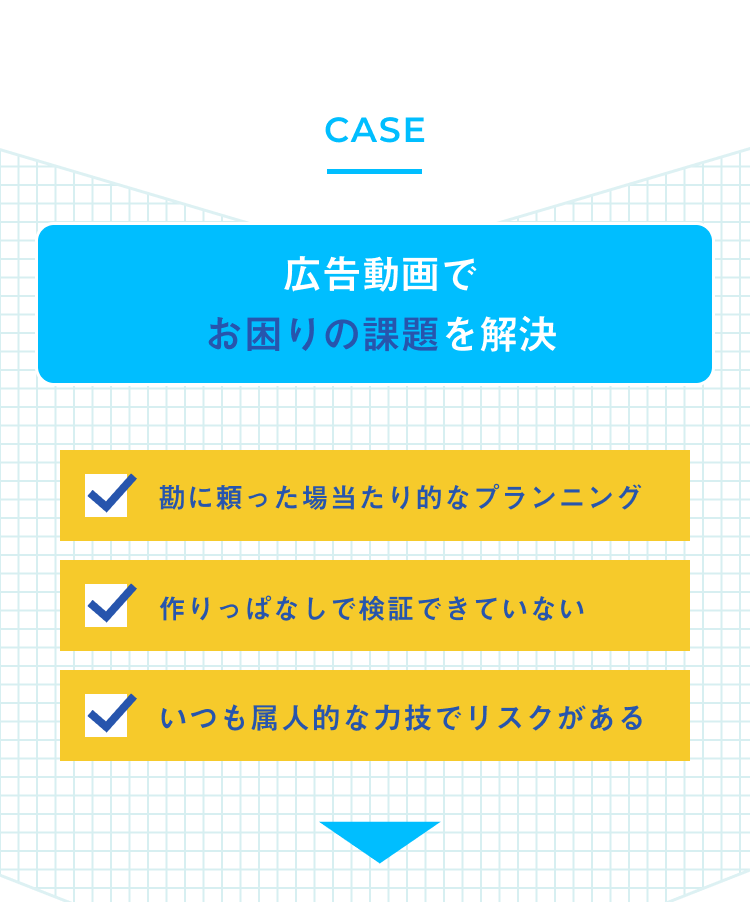 CASE
広告動画で
お困りの課題を解決
勘に頼った場当たり的なプランニング
作りっぱなしで検証できていない
いつも属人的な力技でリスクがある